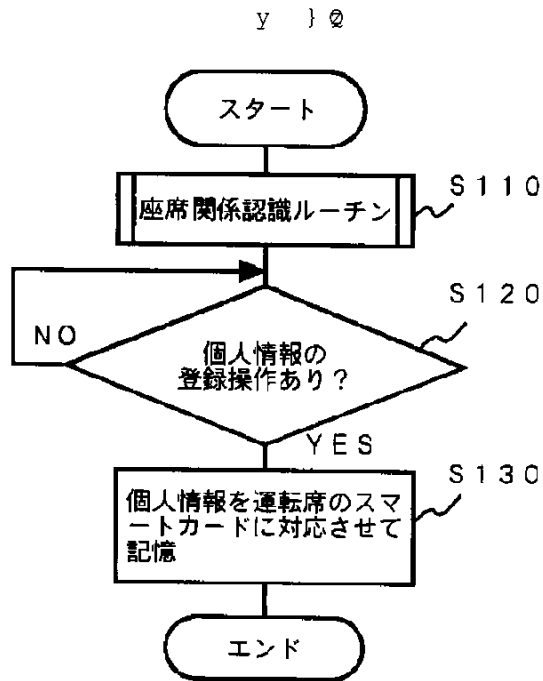 スタート
座席関係認識ルーチン
S110
S120
NO
個人情報の
登録操作あり？
YES
S130
個人情報を運転席のスマ
ートカードに対応させて
記憶
エンド